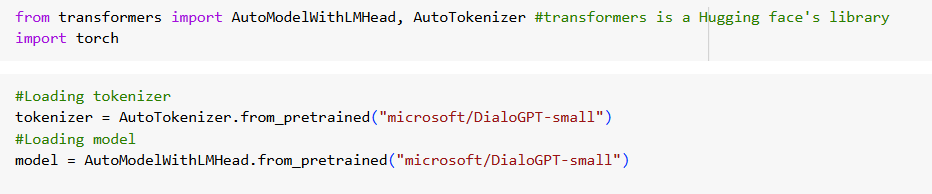 from transformers import AutoModelWithLMHead, AutoTokenizer #transformers is a Hugging face's library
import torch
#Loading tokenizer
tokenizer = AutoTokenizer.from_pretrained("microsoft/DialoGPT-small")
#Loading model
model = AutoModelWithLMHead.from_pretrained("microsoft/DialoGPT-small")